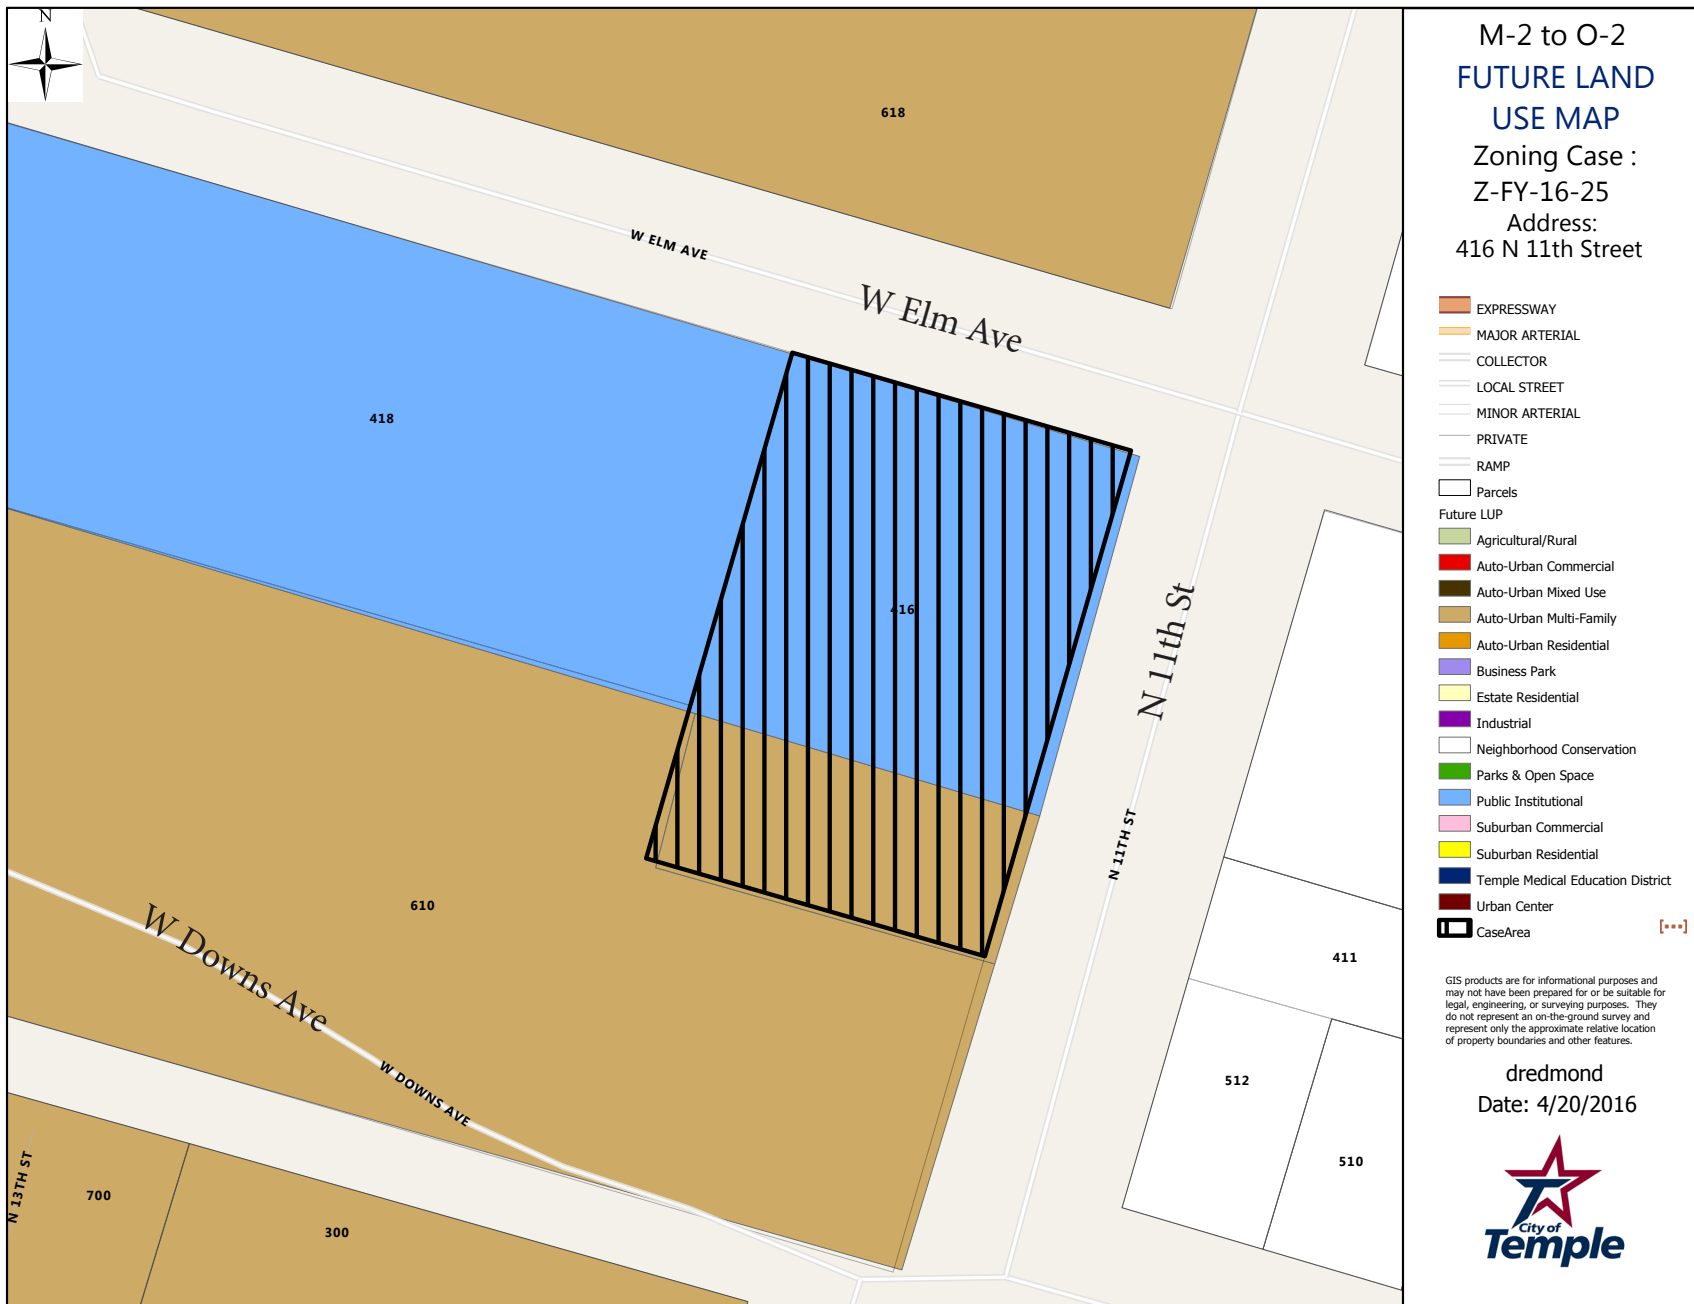 N
618
W ELM AVE
W Elm Ave
418
416
N 11th St
N 11TH ST
610
W Downs Ave
W DOWNS AVE
411
512
510
N 13TH ST
700
300
M-2 to O-2
FUTURE LAND
USE MAP
Zoning Case :
Z-FY-16-25
Address:
416 N 11th Street
EXPRESSWAY
MAJOR ARTERIAL
COLLECTOR
LOCAL STREET
MINOR ARTERIAL
PRIVATE
RAMP
Parcels
Future LUP
Agricultural/Rural
Auto-Urban Commercial
Auto-Urban Mixed Use
Auto-Urban Multi-Family
Auto-Urban Residential
Business Park
Estate Residential
Industrial
Neighborhood Conservation
Parks & Open Space
Public Institutional
Suburban Commercial
Suburban Residential
Temple Medical Education District
Urban Center
CaseArea
GIS products are for informational purposes and
may not have been prepared for or be suitable for
legal, engineering, or surveying purposes. They
do not represent an on-the-ground survey and
represent only the approximate relative location
of property boundaries and other features.
dredmond
Date: 4/20/2016
City of
Temple